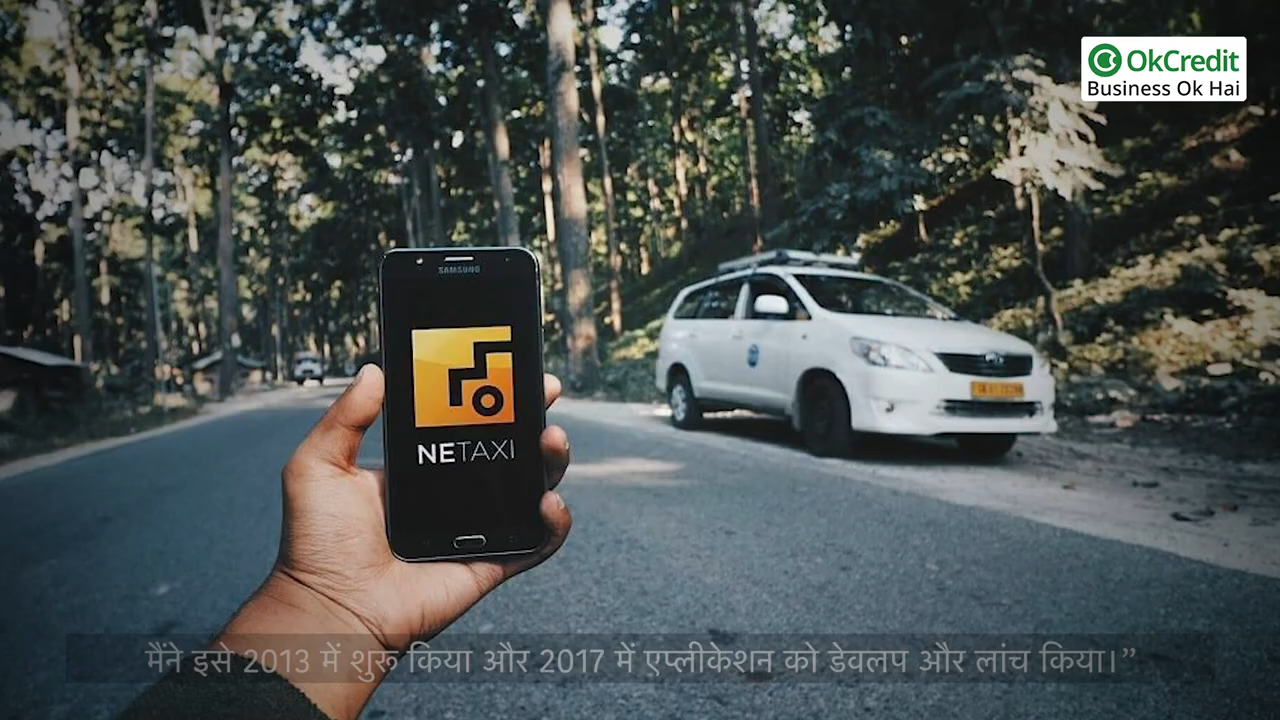 OkCredit
Business Ok Hai
SAMSUNG
NETAXI
मैंने इसे 2013 में शुरू किया और 2017 में एप्लीकेशन को डेवलप और लांच किया।”